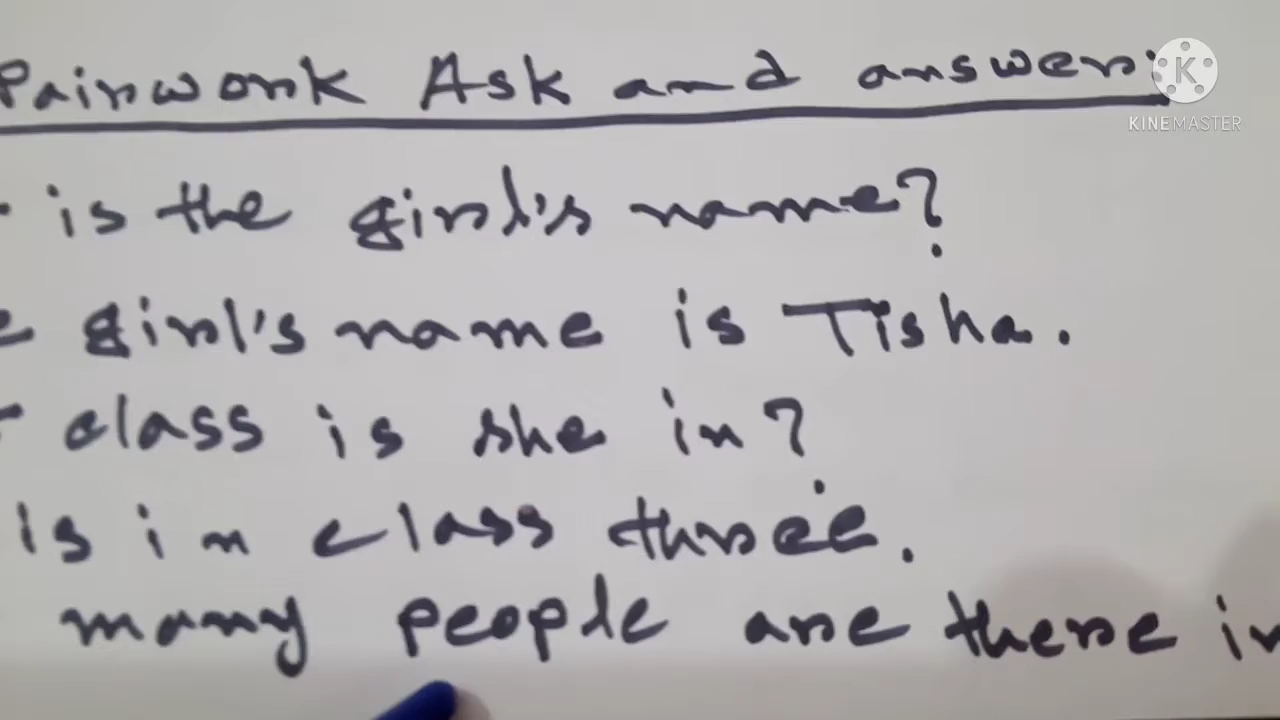 Pairwork Ask and answer:
is the girl's name?
girl's name is Tisha.
class is she in?
is in class three.
many people are there in
K
KINEMASTER